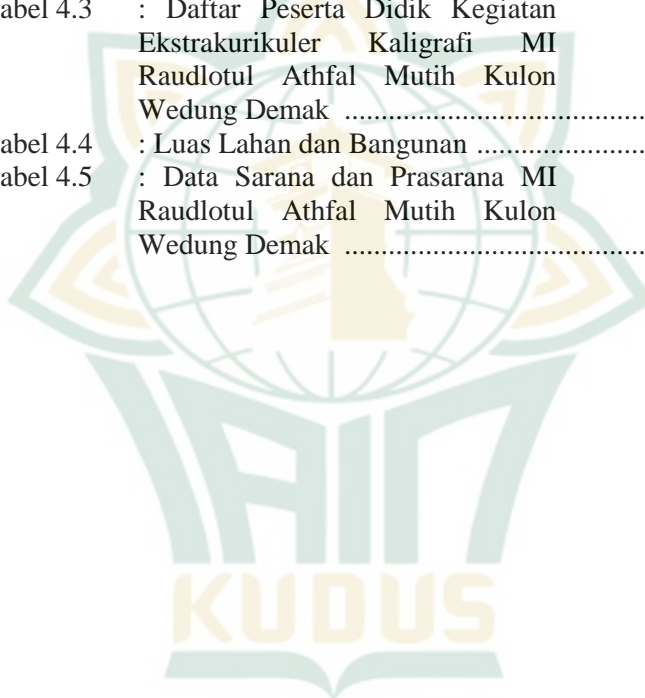 abel 4.3 : Daftar Peserta Didik Kegiatan
Ekstrakurikuler Kaligrafi MI
Raudlotul Athfal Mutih Kulon
Wedung Demak ......................................
abel 4.4 : Luas Lahan dan Bangunan ......................
abel 4.5 : Data Sarana dan Prasarana MI
Raudlotul Athfal Mutih Kulon
Wedung Demak ......................................
IAIN
KUDUS